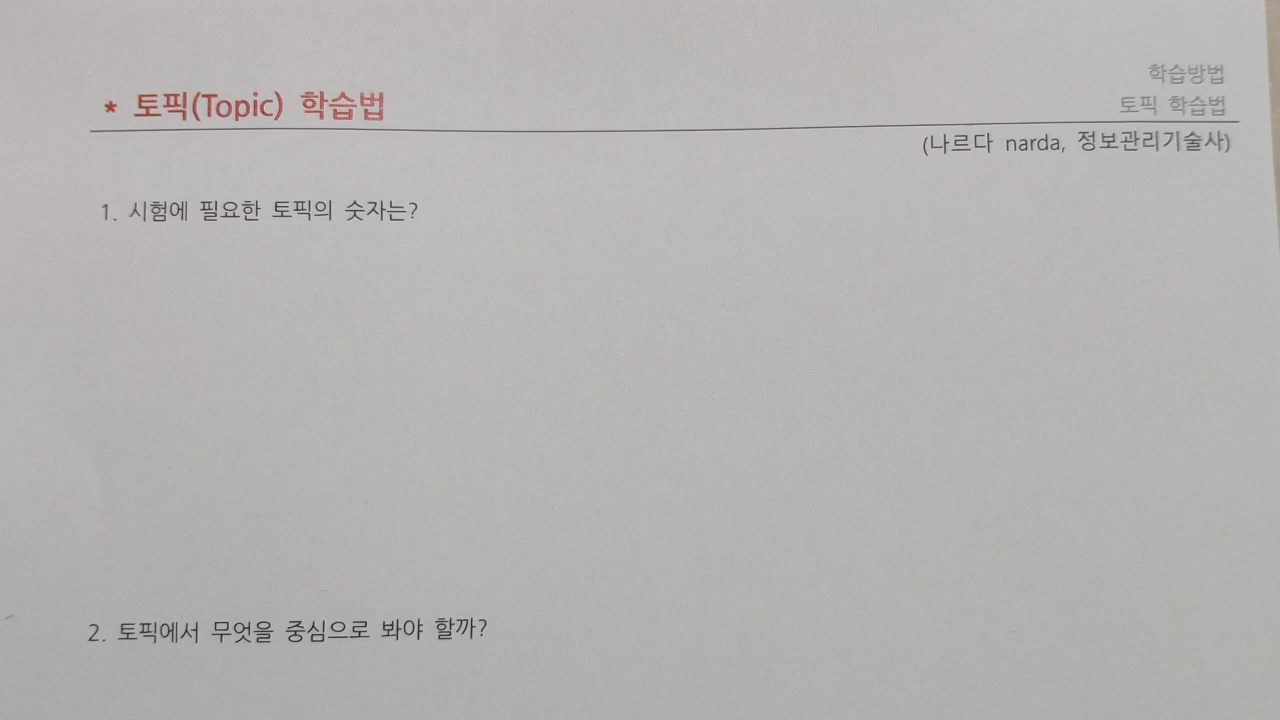 학습방법
토픽 학습법
* 토픽(Topic) 학습법
(나르다 narda, 정보관리기술사)
1. 시험에 필요한 토픽의 숫자는?
2. 토픽에서 무엇을 중심으로 봐야 할까?